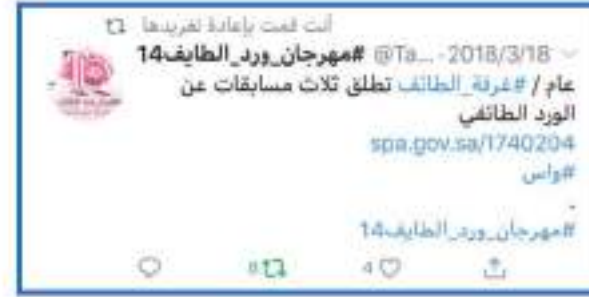 أنت قمت بإعادة تغريدها
#مهرجان_ورد_الطايف14 @Ta... · 2018/3/18
عام / #غرفة_الطائف تطلق ثلاث مسابقات عن
الورد الطائفي
spa.gov.sa/1740204
#واس
.
#مهرجان_ورد_الطايف14
4